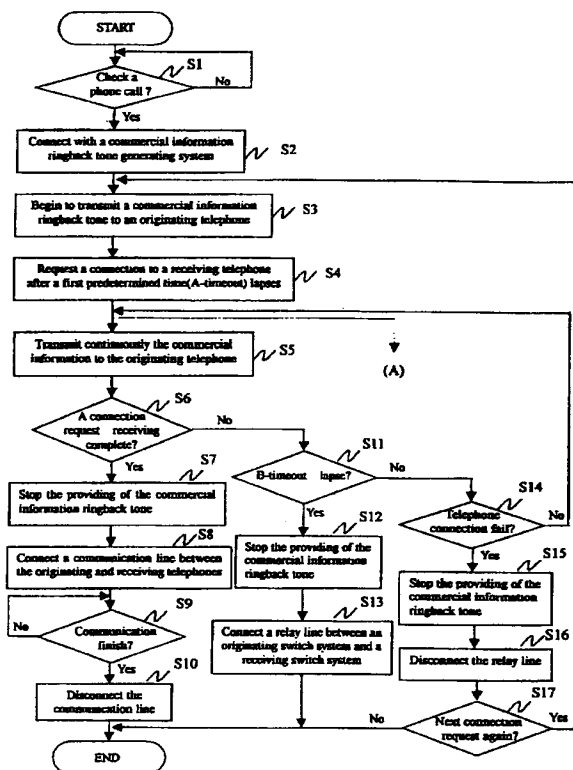 START
S1
Check a
phone call ?
No
Yes
Connect with a commercial information
ringback tone generating system
S2
Begin to transmit a commercial information
ringback tone to an originating telephone
S3
Request a connection to a receiving telephone
after a first predetermined time(A-timeout) lapses
S4
Transmit continuously the commercial
information to the originating telephone
S5
(A)
S6
A connection
request receiving
complete?
No
Yes
S7
Stop the providing of the commercial
information ringback tone
S8
Connect a communication line between
the originating and receiving telephones
S9
Communication
finish?
No
Yes
S10
Disconnect the
communication line
END
S11
B-timeout lapse?
No
Yes
S12
Stop the providing of
the commercial information
ringback tone
S13
Connect a relay line between an
originating switch system and a
receiving switch system
S14
Telephone
connection fail?
No
Yes
S15
Stop the providing of
the commercial information
ringback tone
S16
Disconnect the relay line
S17
Next connection
request again?
No
Yes